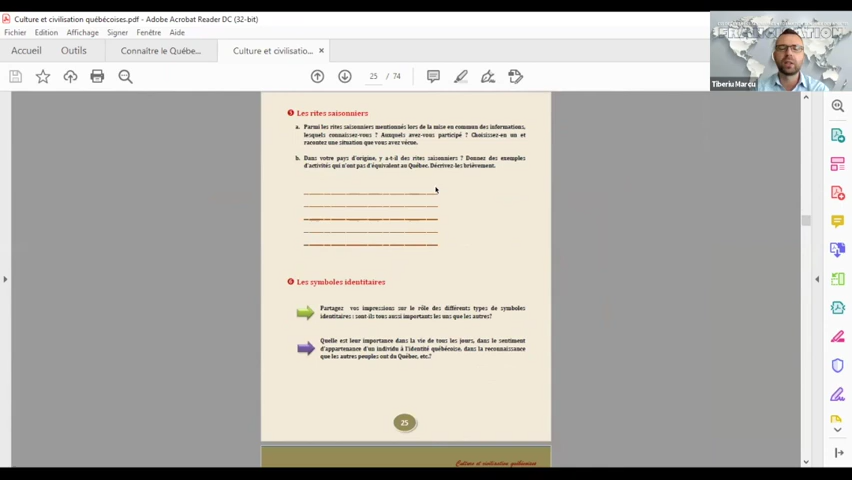 Culture et civilisation québécoises.pdf - Adobe Acrobat Reader DC (32-bit)
Fichier Edition Affichage Signer Fenêtre Aide
Accueil Outils Connaître le Québe... Culture et civilisatio... ×
25 / 74
FRANCISATION
Tiberiu Marcu
5 Les rites saisonniers
a. Parmi les rites saisonniers mentionnés lors de la mise en commun des informations,
lesquels connaissez-vous ? Auxquels avez-vous participé ? Choisissez-en un et
racontez une situation que vous avez vécue.
b. Dans votre pays d'origine, y a-t-il des rites saisonniers ? Donnez des exemples
d'activités qui n'ont pas d'équivalent au Québec. Décrivez-les brièvement.
6 Les symboles identitaires
Partagez vos impressions sur le rôle des différents types de symboles
identitaires : sont-ils tous aussi importants les uns que les autres?
Quelle est leur importance dans la vie de tous les jours, dans le sentiment
d'appartenance d'un individu à l'identité québécoise, dans la reconnaissance
que les autres peuples ont du Québec, etc.?
25
Culture et civilisation québécoises